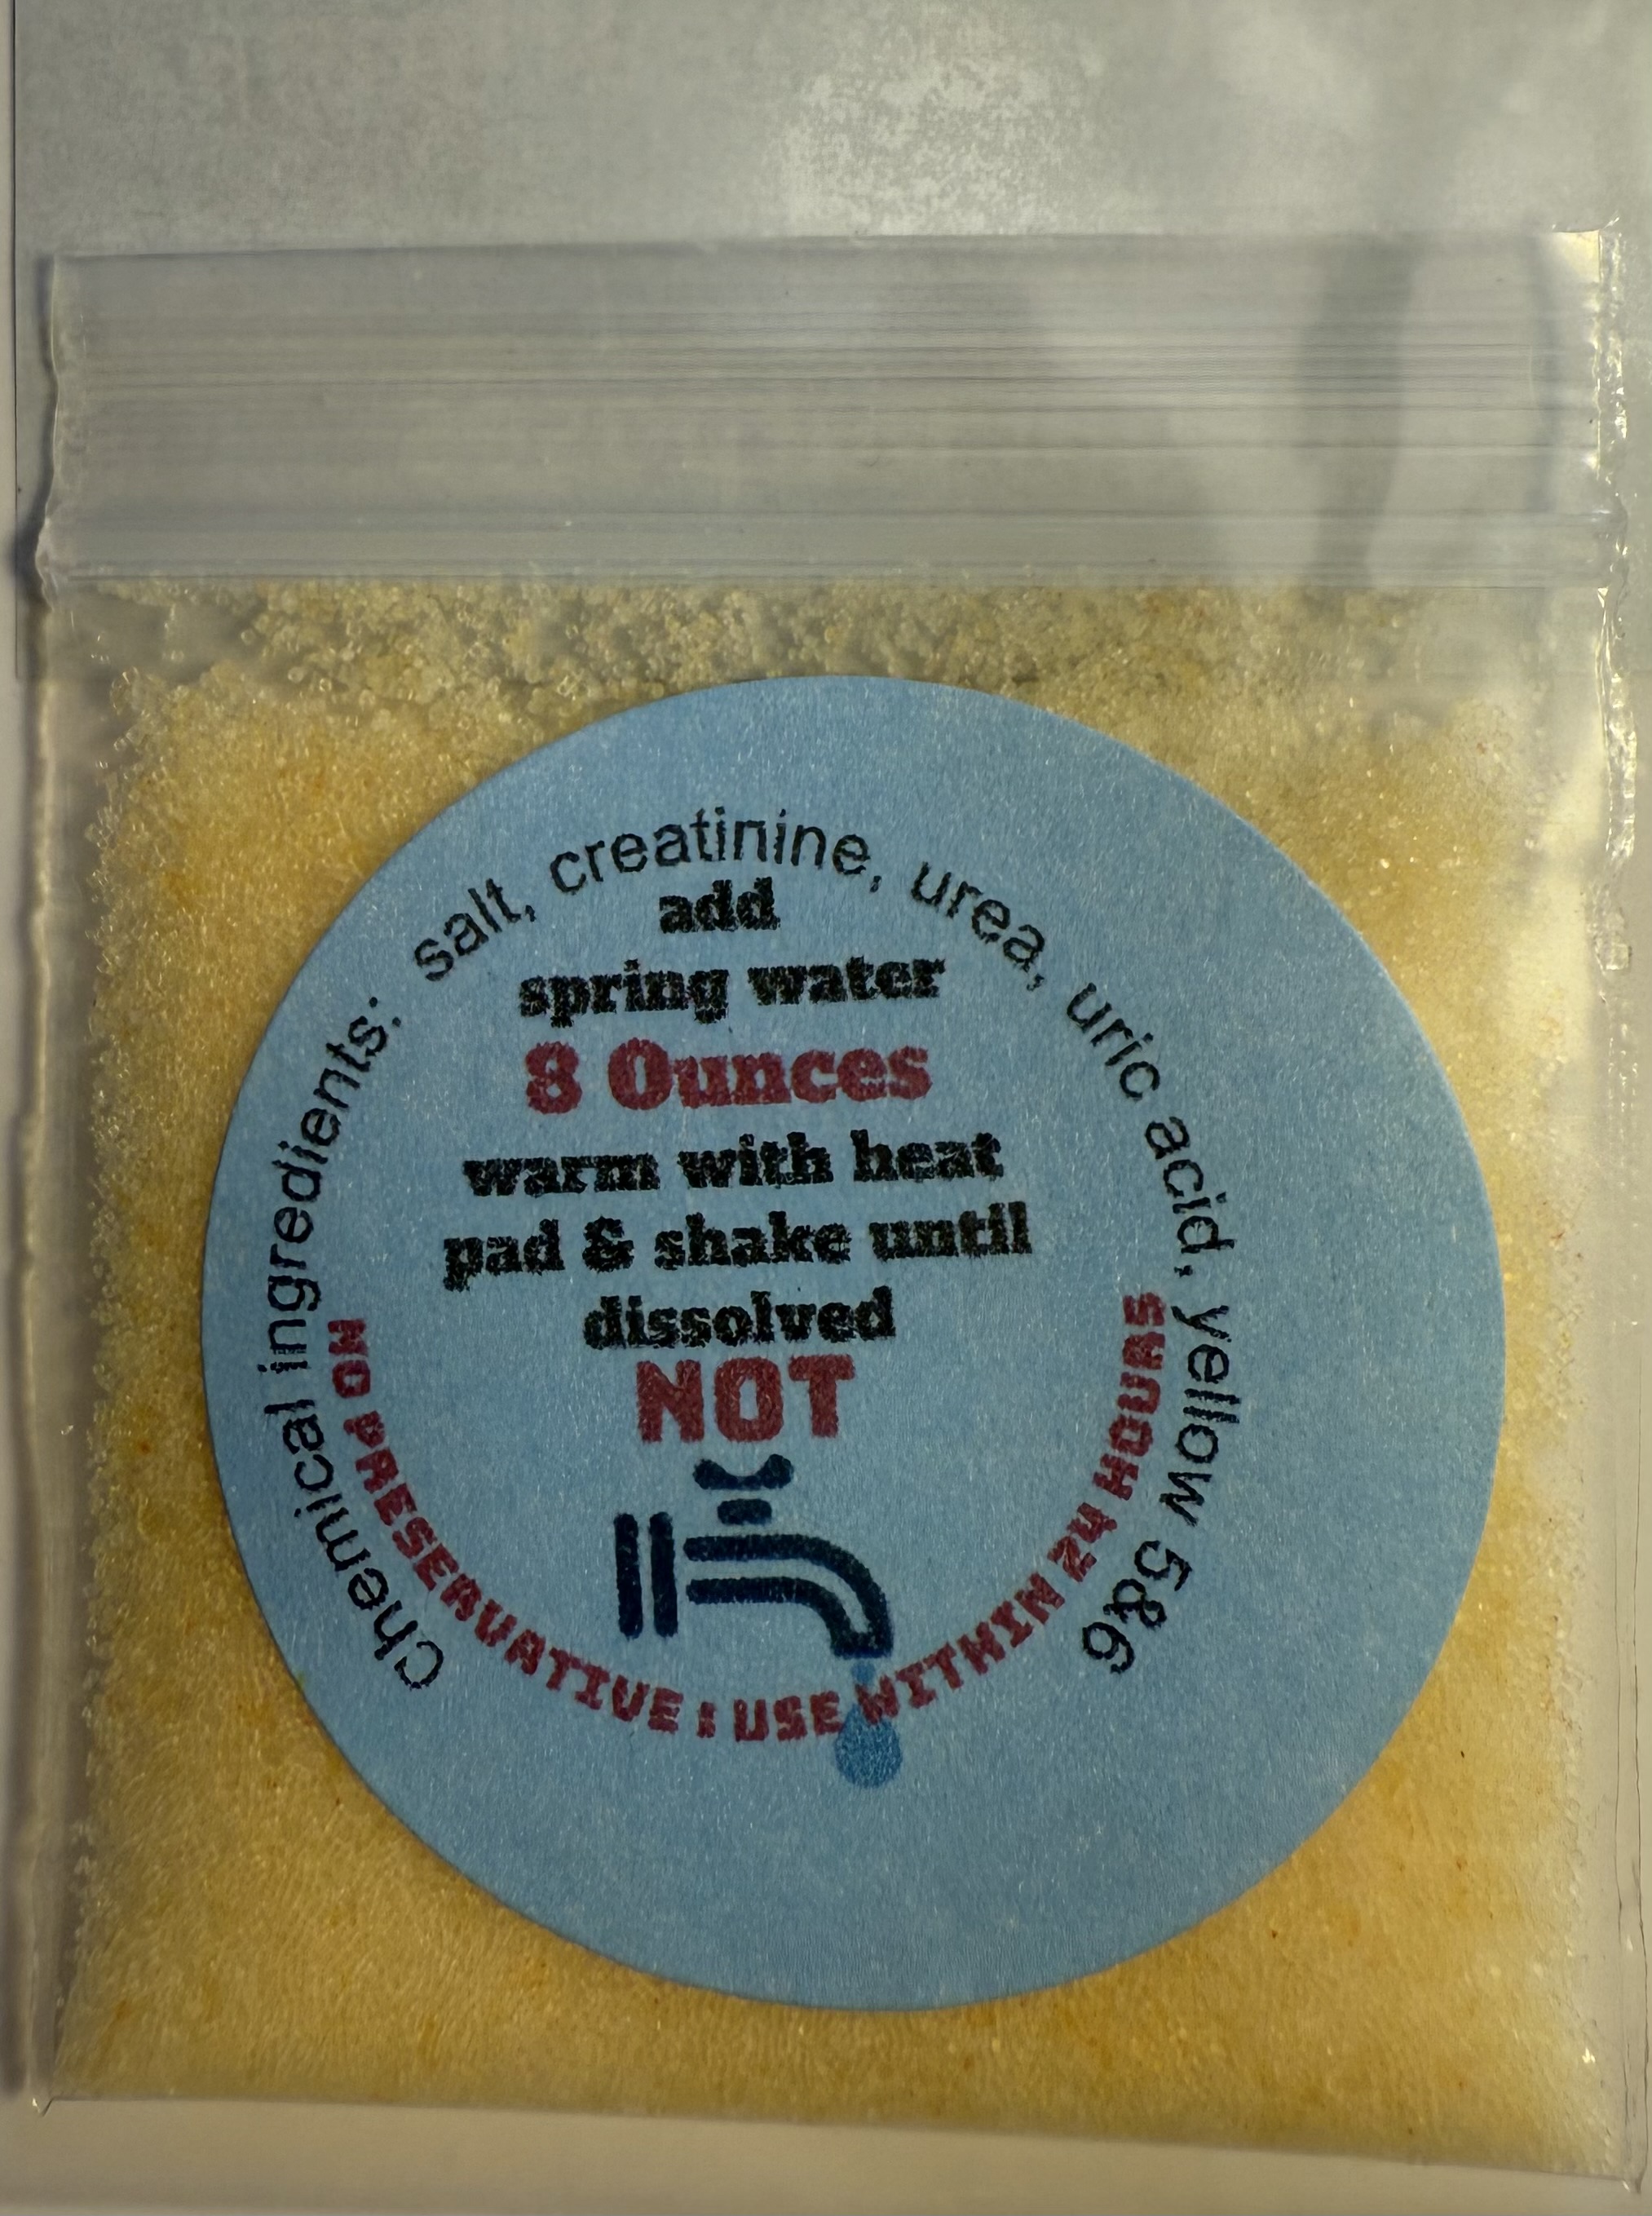 Chemical ingredients: salt, creatinine, urea, uric acid, yellow 5&6
add
spring water
8 Ounces
warm with heat
pad & shake until
dissolved
NOT
NO PRESERVATIVE ! USE WITHIN 24 HOURS